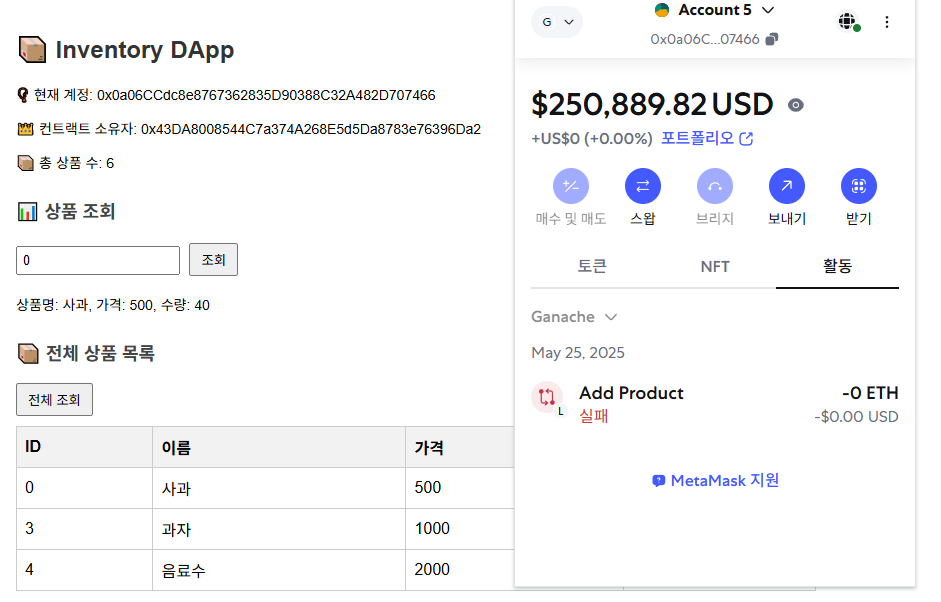 Inventory DApp
현재 계정: 0x0a06CCdc8e8767362835D90388C32A482D707466
컨트랙트 소유자: 0x43DA8008544C7a374A268E5d5Da8783e76396Da2
총 상품 수: 6
상품 조회
0
조회
상품명: 사과, 가격: 500, 수량: 40
전체 상품 목록
전체 조회
ID 이름 가격
0 사과 500
3 과자 1000
4 음료수 2000
G
Account 5
0x0a06C...07466
$250,889.82 USD
+US$0 (+0.00%) 포트폴리오
매수 및 매도 스왑 브리지 보내기 받기
토큰 NFT 활동
Ganache
May 25, 2025
Add Product -0 ETH
L 실패 -$0.00 USD
MetaMask 지원